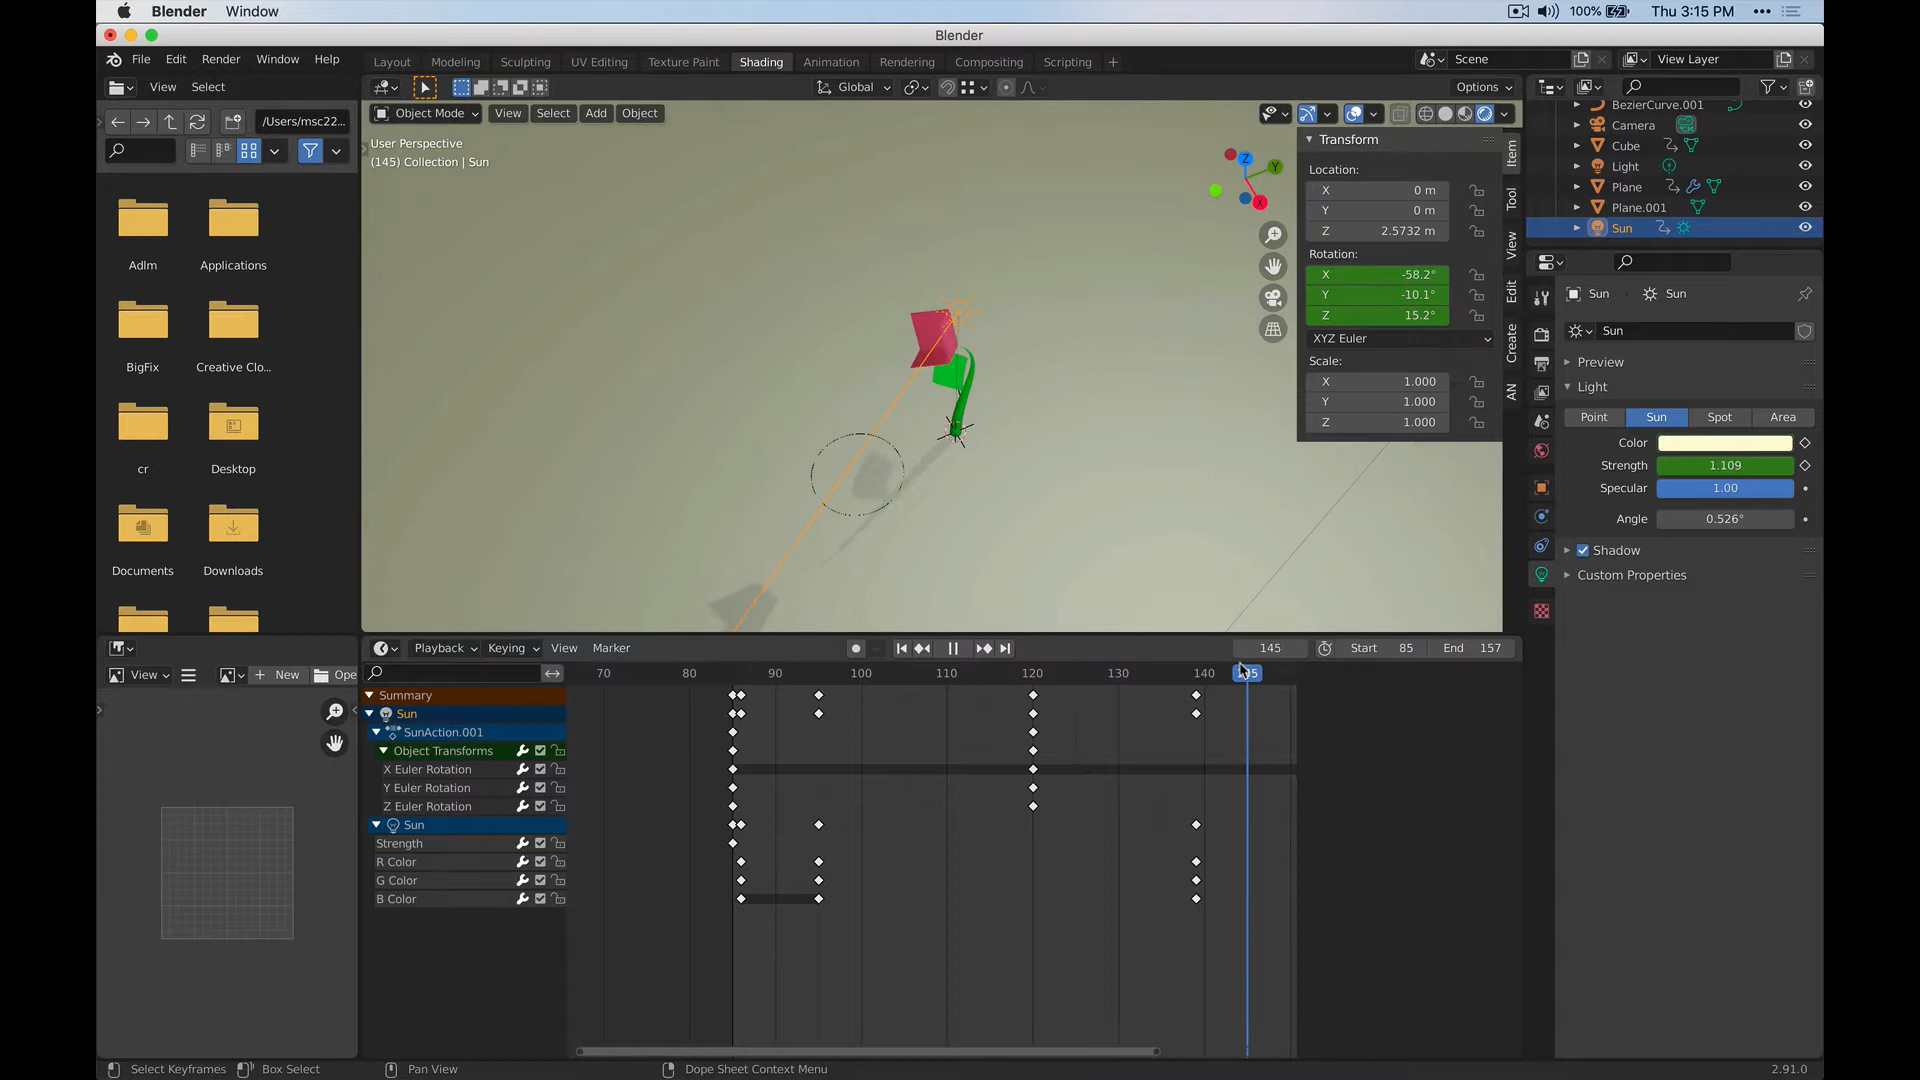 Blender Window
100% Thu 3:15 PM
Blender
File Edit Render Window Help
Layout Modeling Sculpting UV Editing Texture Paint Shading Animation Rendering Compositing Scripting +
Scene View Layer
View Select
Global
Options
/Users/msc22...
Object Mode View Select Add Object
User Perspective
(145) Collection | Sun
Adlm Applications
BigFix Creative Clo...
cr Desktop
Documents Downloads
Z
Y
X
Transform
Location:
X 0 m
Y 0 m
Z 2.5732 m
Rotation:
X -58.2°
Y -10.1°
Z 15.2°
XYZ Euler
Scale:
X 1.000
Y 1.000
Z 1.000
Item
Tool
View
Edit
Create
AN
BezierCurve.001
Camera
Cube
Light
Plane
Plane.001
Sun
Sun Sun
Sun
Preview
Light
Point Sun Spot Area
Color
Strength 1.109
Specular 1.00
Angle 0.526°
Shadow
Custom Properties
View New Ope
Playback Keying View Marker
145 Start 85 End 157
70 80 90 100 110 120 130 140
Summary
Sun
SunAction.001
Object Transforms
X Euler Rotation
Y Euler Rotation
Z Euler Rotation
Sun
Strength
R Color
G Color
B Color
Select Keyframes Box Select Pan View Dope Sheet Context Menu 2.91.0